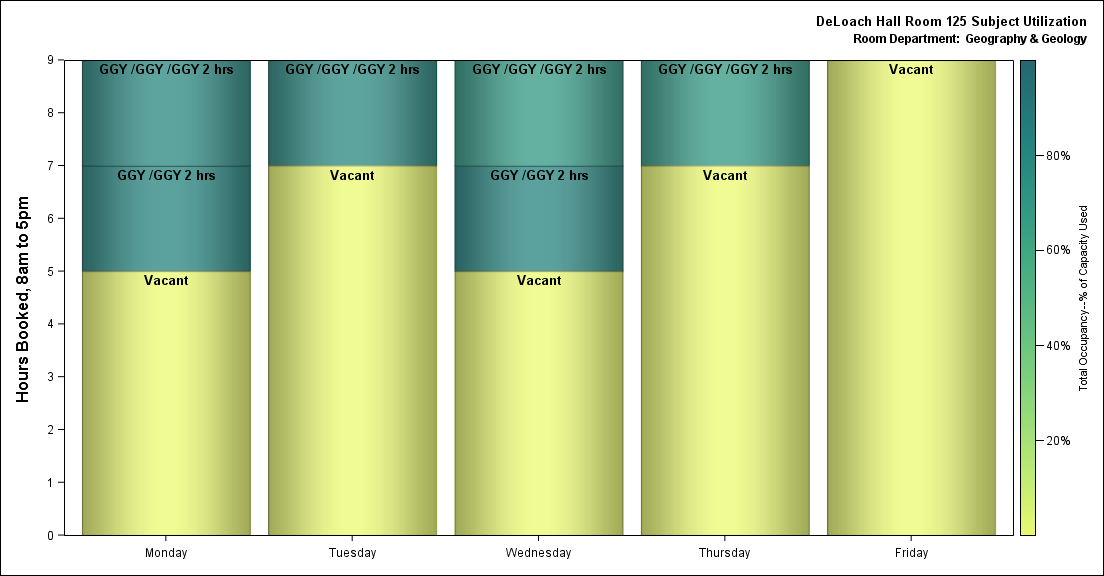 DeLoach Hall Room 125 Subject Utilization
Room Department: Geography & Geology
Hours Booked, 8am to 5pm
9
8
7
6
5
4
3
2
1
0
GGY /GGY /GGY 2 hrs
GGY /GGY 2 hrs
Vacant
GGY /GGY /GGY 2 hrs
Vacant
GGY /GGY /GGY 2 hrs
GGY /GGY 2 hrs
Vacant
GGY /GGY /GGY 2 hrs
Vacant
Vacant
Monday
Tuesday
Wednesday
Thursday
Friday
80%
60%
40%
20%
Total Occupancy--% of Capacity Used